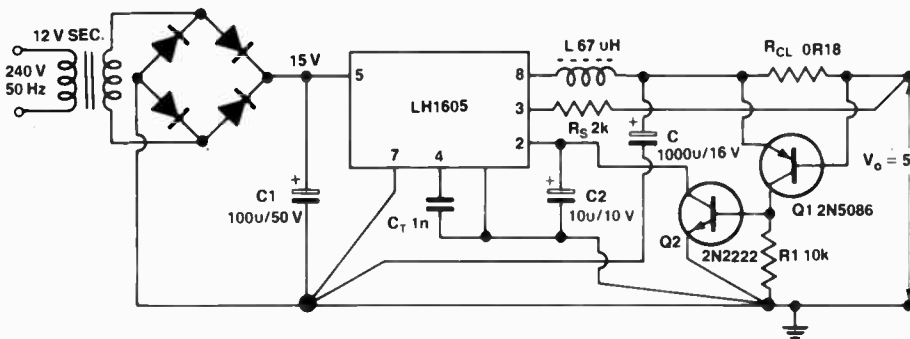 12 V SEC.
240 V
50 Hz
15 V
5
LH1605
8
3
2
7
4
L 67 uH
R_CL 0R18
R_S 2k
C
1000u/16 V
C1
100u/50 V
C_T 1n
C2
10u/10 V
Q1 2N5086
Q2
2N2222
R1 10k
V_o = 5